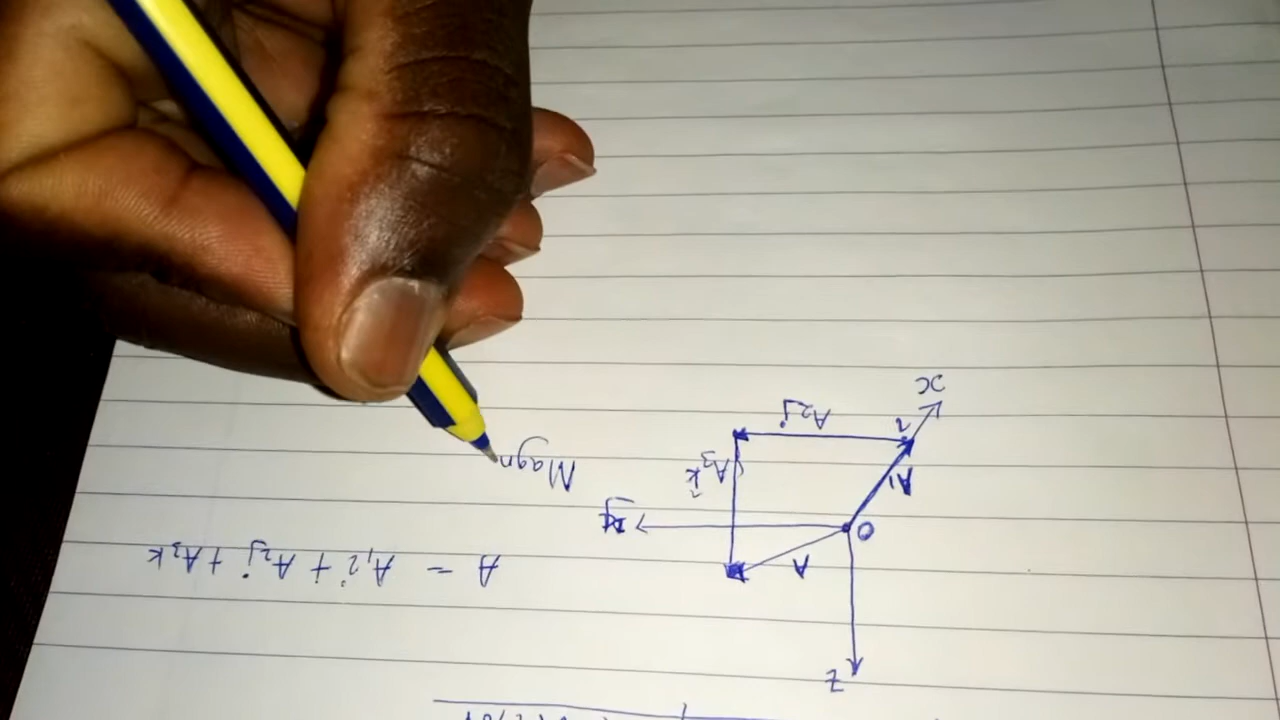 Z
A
O
y
A = A₁i + A₂j + A₃k
A₁i
A₃k̂
Magn
A₂j
x